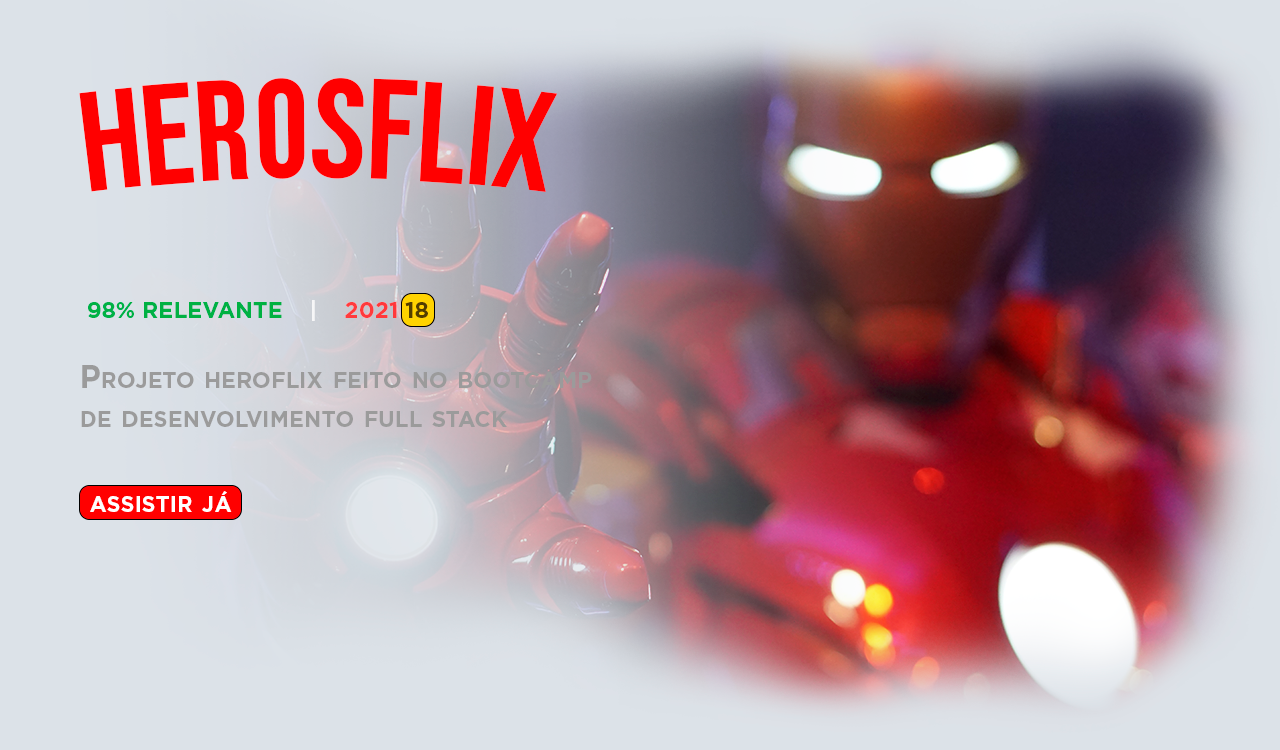 HEROSFLIX
98% RELEVANTE | 2021 18
Projeto heroflix feito no bootcamp
de desenvolvimento full stack
ASSISTIR JÁ